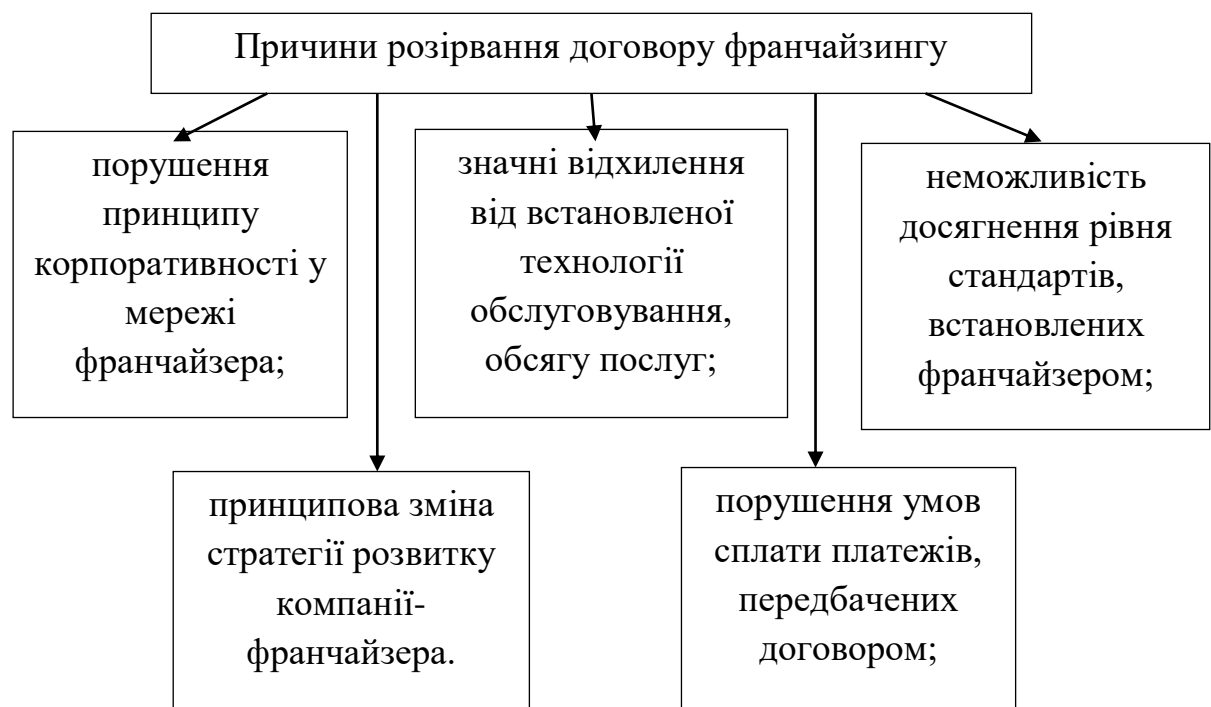 Причини розірвання договору франчайзингу
порушення
принципу
корпоративності у
мережі
франчайзера;
значні відхилення
від встановленої
технології
обслуговування,
обсягу послуг;
неможливість
досягнення рівня
стандартів,
встановлених
франчайзером;
принципова зміна
стратегії розвитку
компанії-
франчайзера.
порушення умов
сплати платежів,
передбачених
договором;